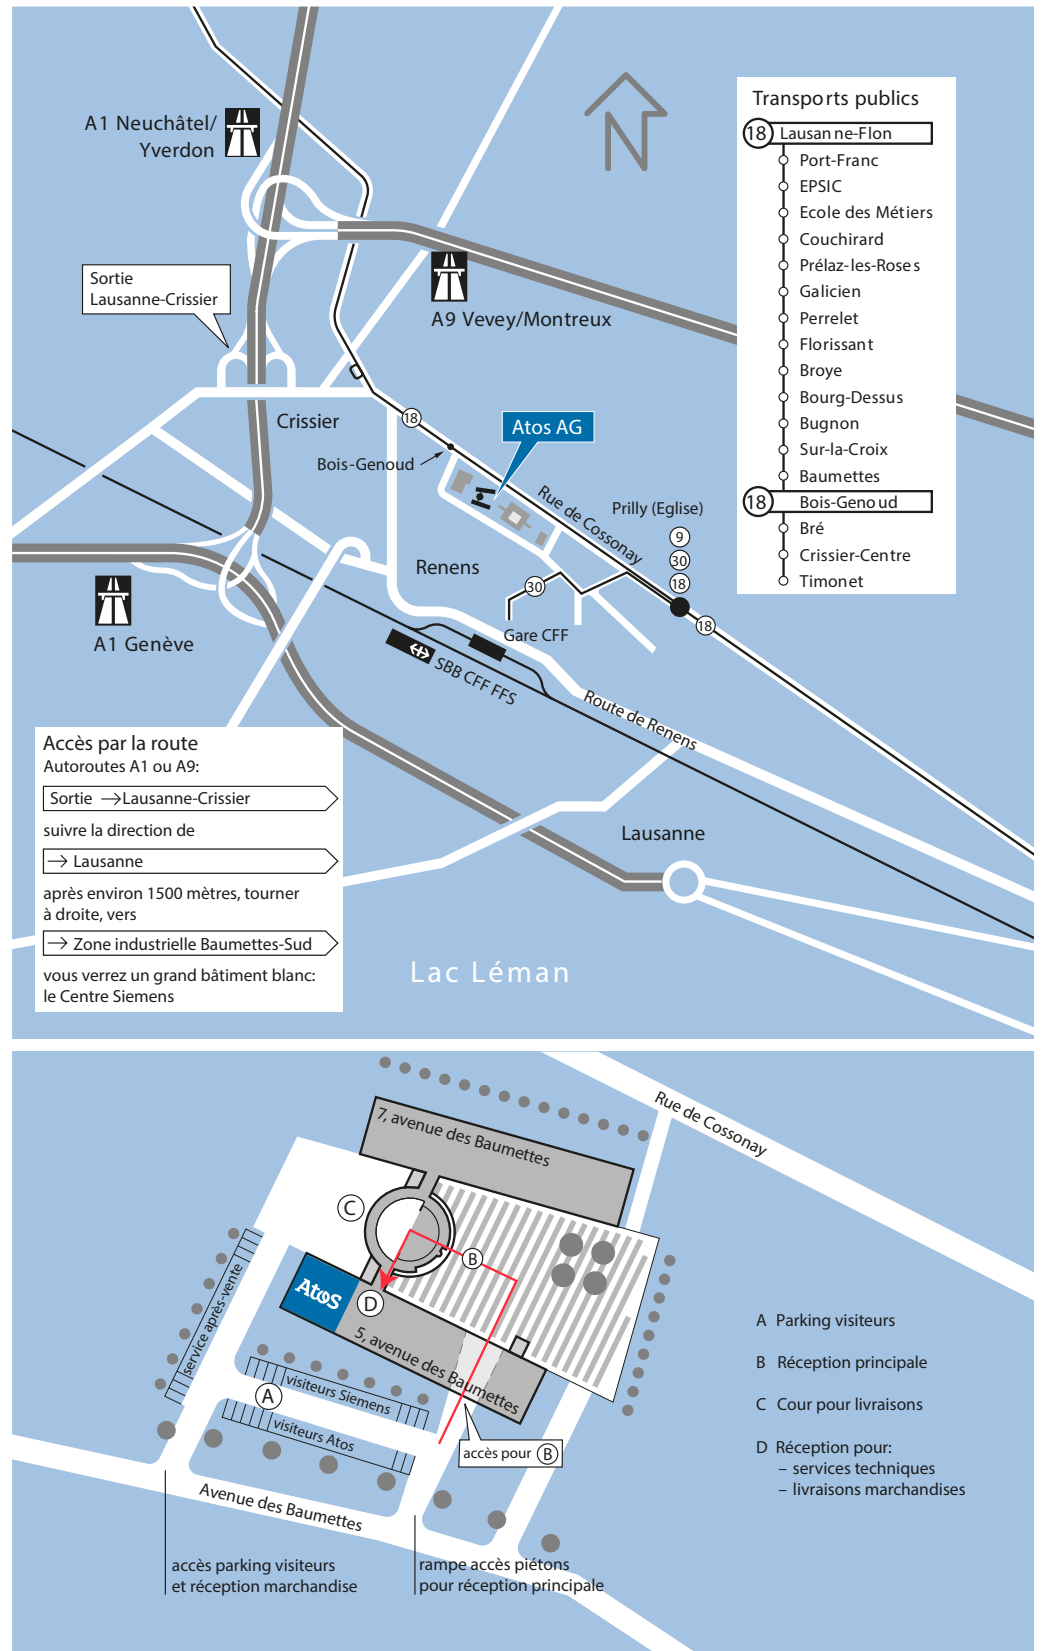 A1 Neuchâtel/
Yverdon
Sortie
Lausanne-Crissier
N
A9 Vevey/Montreux
Transports publics
18 Lausanne-Flon
Port-Franc
EPSIC
Ecole des Métiers
Couchirard
Prélaz-les-Roses
Galicien
Perrelet
Florissant
Broye
Bourg-Dessus
Bugnon
Sur-la-Croix
Baumettes
18 Bois-Genoud
Bré
Crissier-Centre
Timonet
Crissier
18
Atos AG
Bois-Genoud
Rue de Cossonay
Prilly (Eglise)
9
30
18
18
Renens
30
Gare CFF
A1 Genève
SBB CFF FFS
Route de Renens
Lausanne
Lac Léman
Accès par la route
Autoroutes A1 ou A9:
Sortie → Lausanne-Crissier
suivre la direction de
→ Lausanne
après environ 1500 mètres, tourner
à droite, vers
→ Zone industrielle Baumettes-Sud
vous verrez un grand bâtiment blanc:
le Centre Siemens
Rue de Cossonay
7, avenue des Baumettes
C
B
D
Atos
5, avenue des Baumettes
service après-vente
visiteurs Siemens
A
visiteurs Atos
accès pour B
Avenue des Baumettes
accès parking visiteurs
et réception marchandise
rampe accès piétons
pour réception principale
A Parking visiteurs
B Réception principale
C Cour pour livraisons
D Réception pour:
– services techniques
– livraisons marchandises